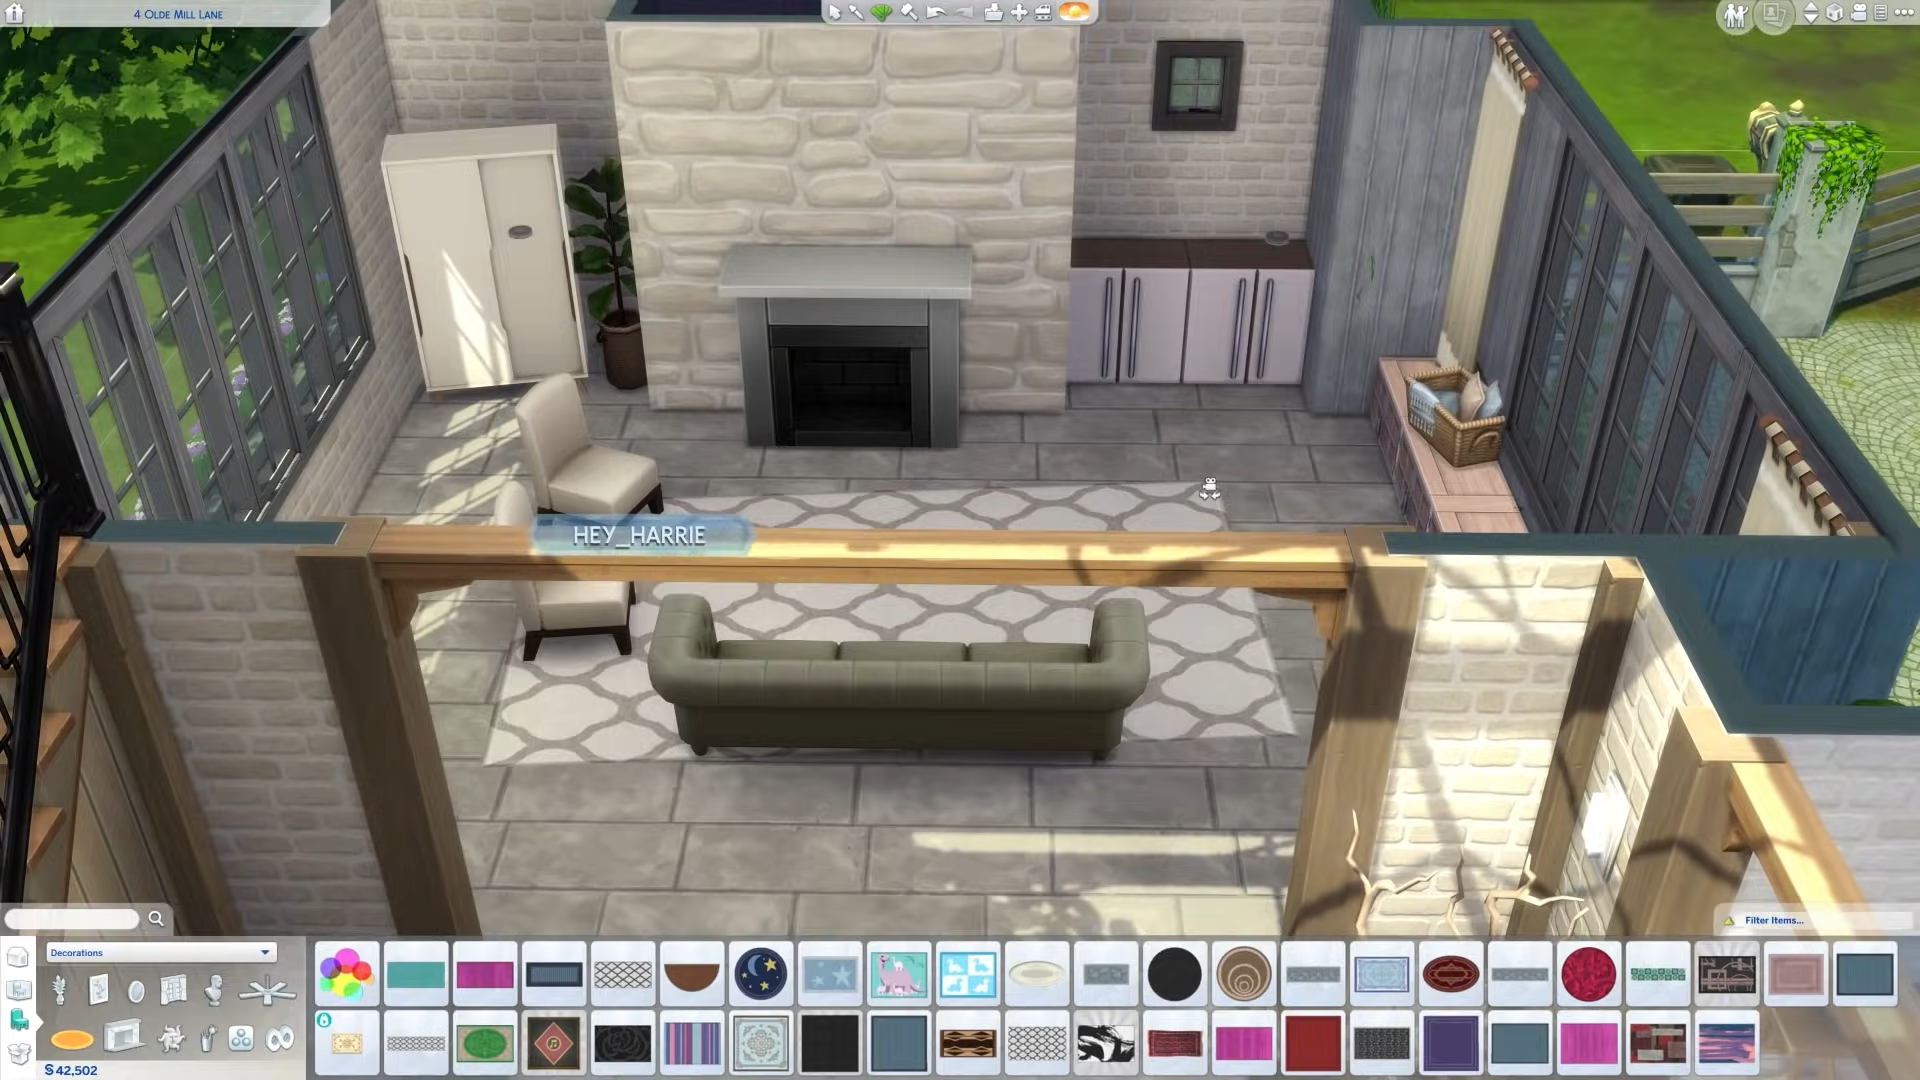 4 Olde Mill Lane
HEY_HARRIE
Filter Items...
Decorations
§42,502